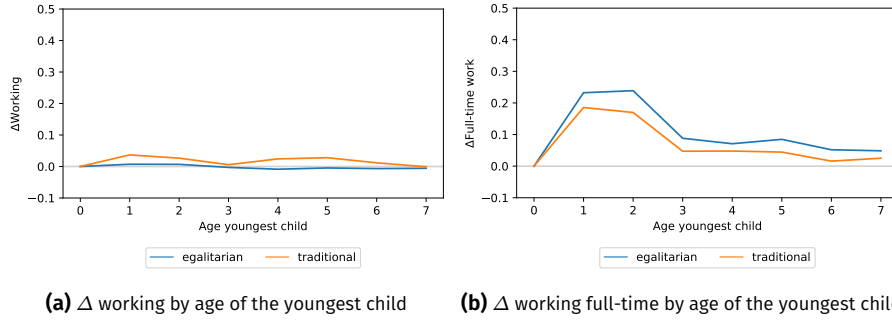 0.5
0.4
0.3
0.2
0.1
0.0
−0.1
ΔWorking
0 1 2 3 4 5 6 7
Age youngest child
egalitarian traditional
(a) Δ working by age of the youngest child
0.5
0.4
0.3
0.2
0.1
0.0
−0.1
ΔFull-time work
0 1 2 3 4 5 6 7
Age youngest child
egalitarian traditional
(b) Δ working full-time by age of the youngest chil